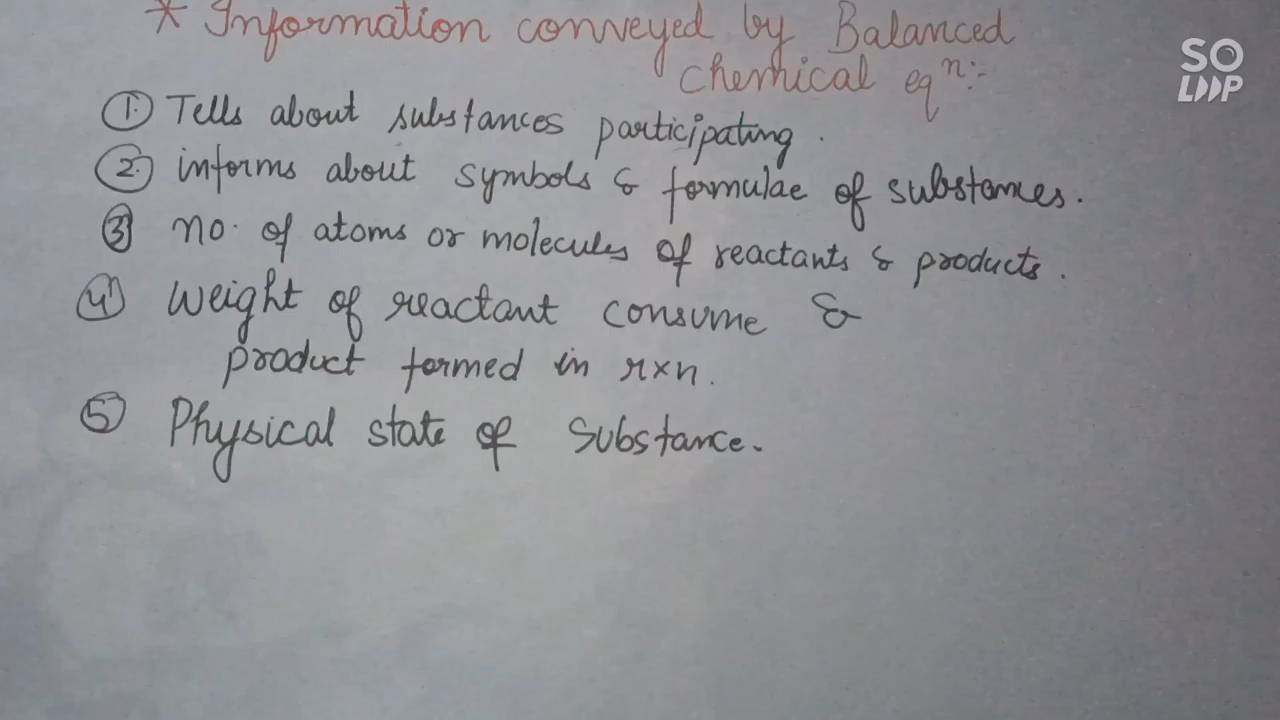 * Information conveyed by Balanced
chemical eqⁿ:-
① Tells about substances participating.
② informs about symbols & formulae of substances.
③ no. of atoms or molecules of reactants & products.
④ Weight of reactant consume &
product formed in rxn.
⑤ Physical state of substance.
SO
LOOP